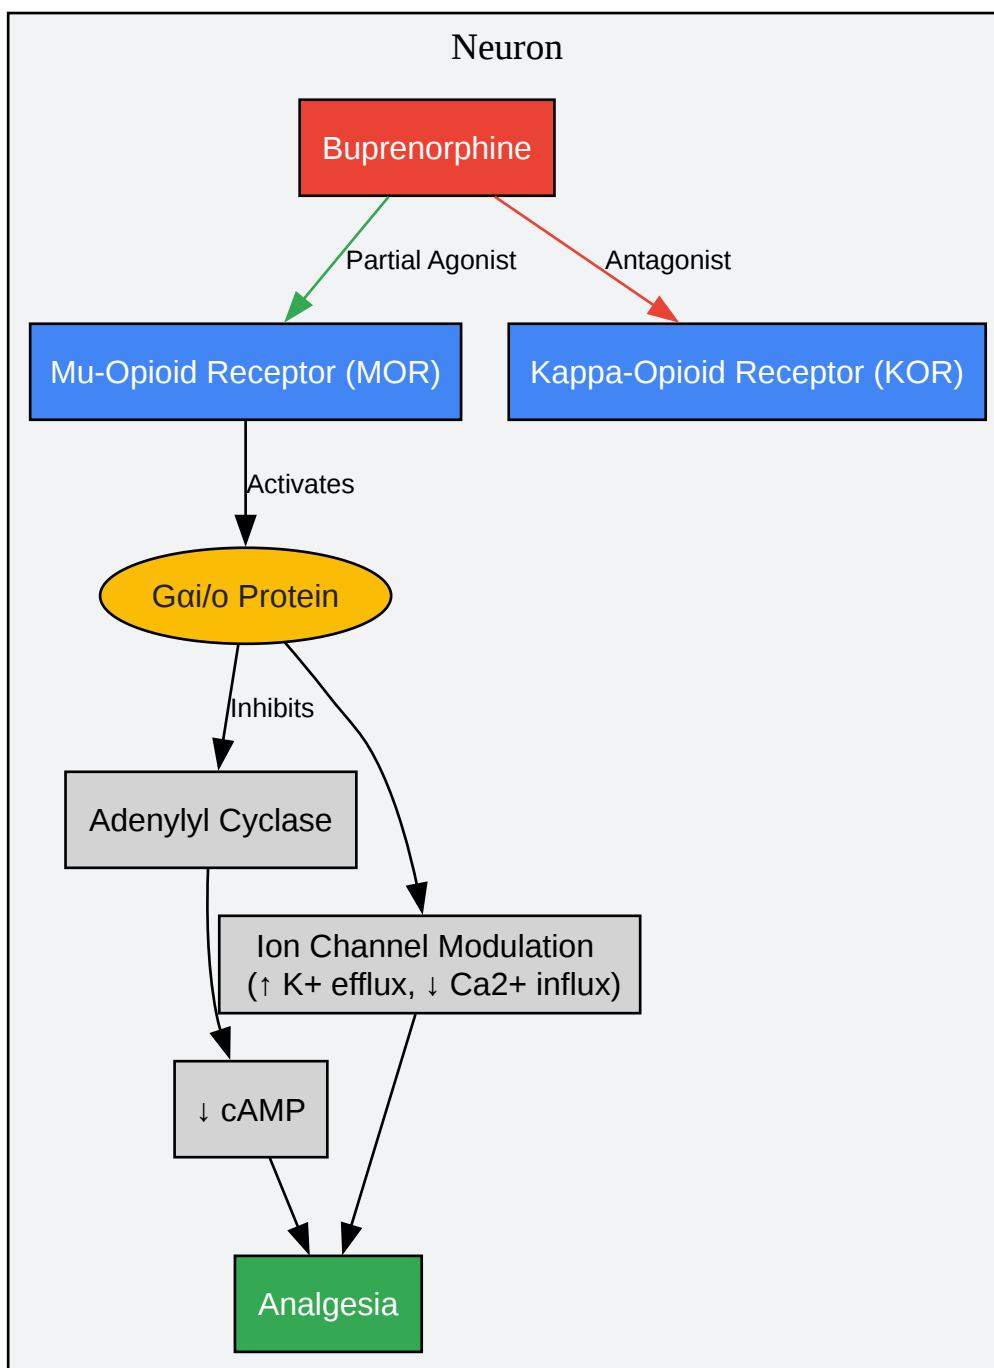 Neuron
Buprenorphine
Partial Agonist
Antagonist
Mu-Opioid Receptor (MOR)
Kappa-Opioid Receptor (KOR)
Activates
Gαi/o Protein
Inhibits
Adenylyl Cyclase
Ion Channel Modulation
(↑ K+ efflux, ↓ Ca2+ influx)
↓ cAMP
Analgesia